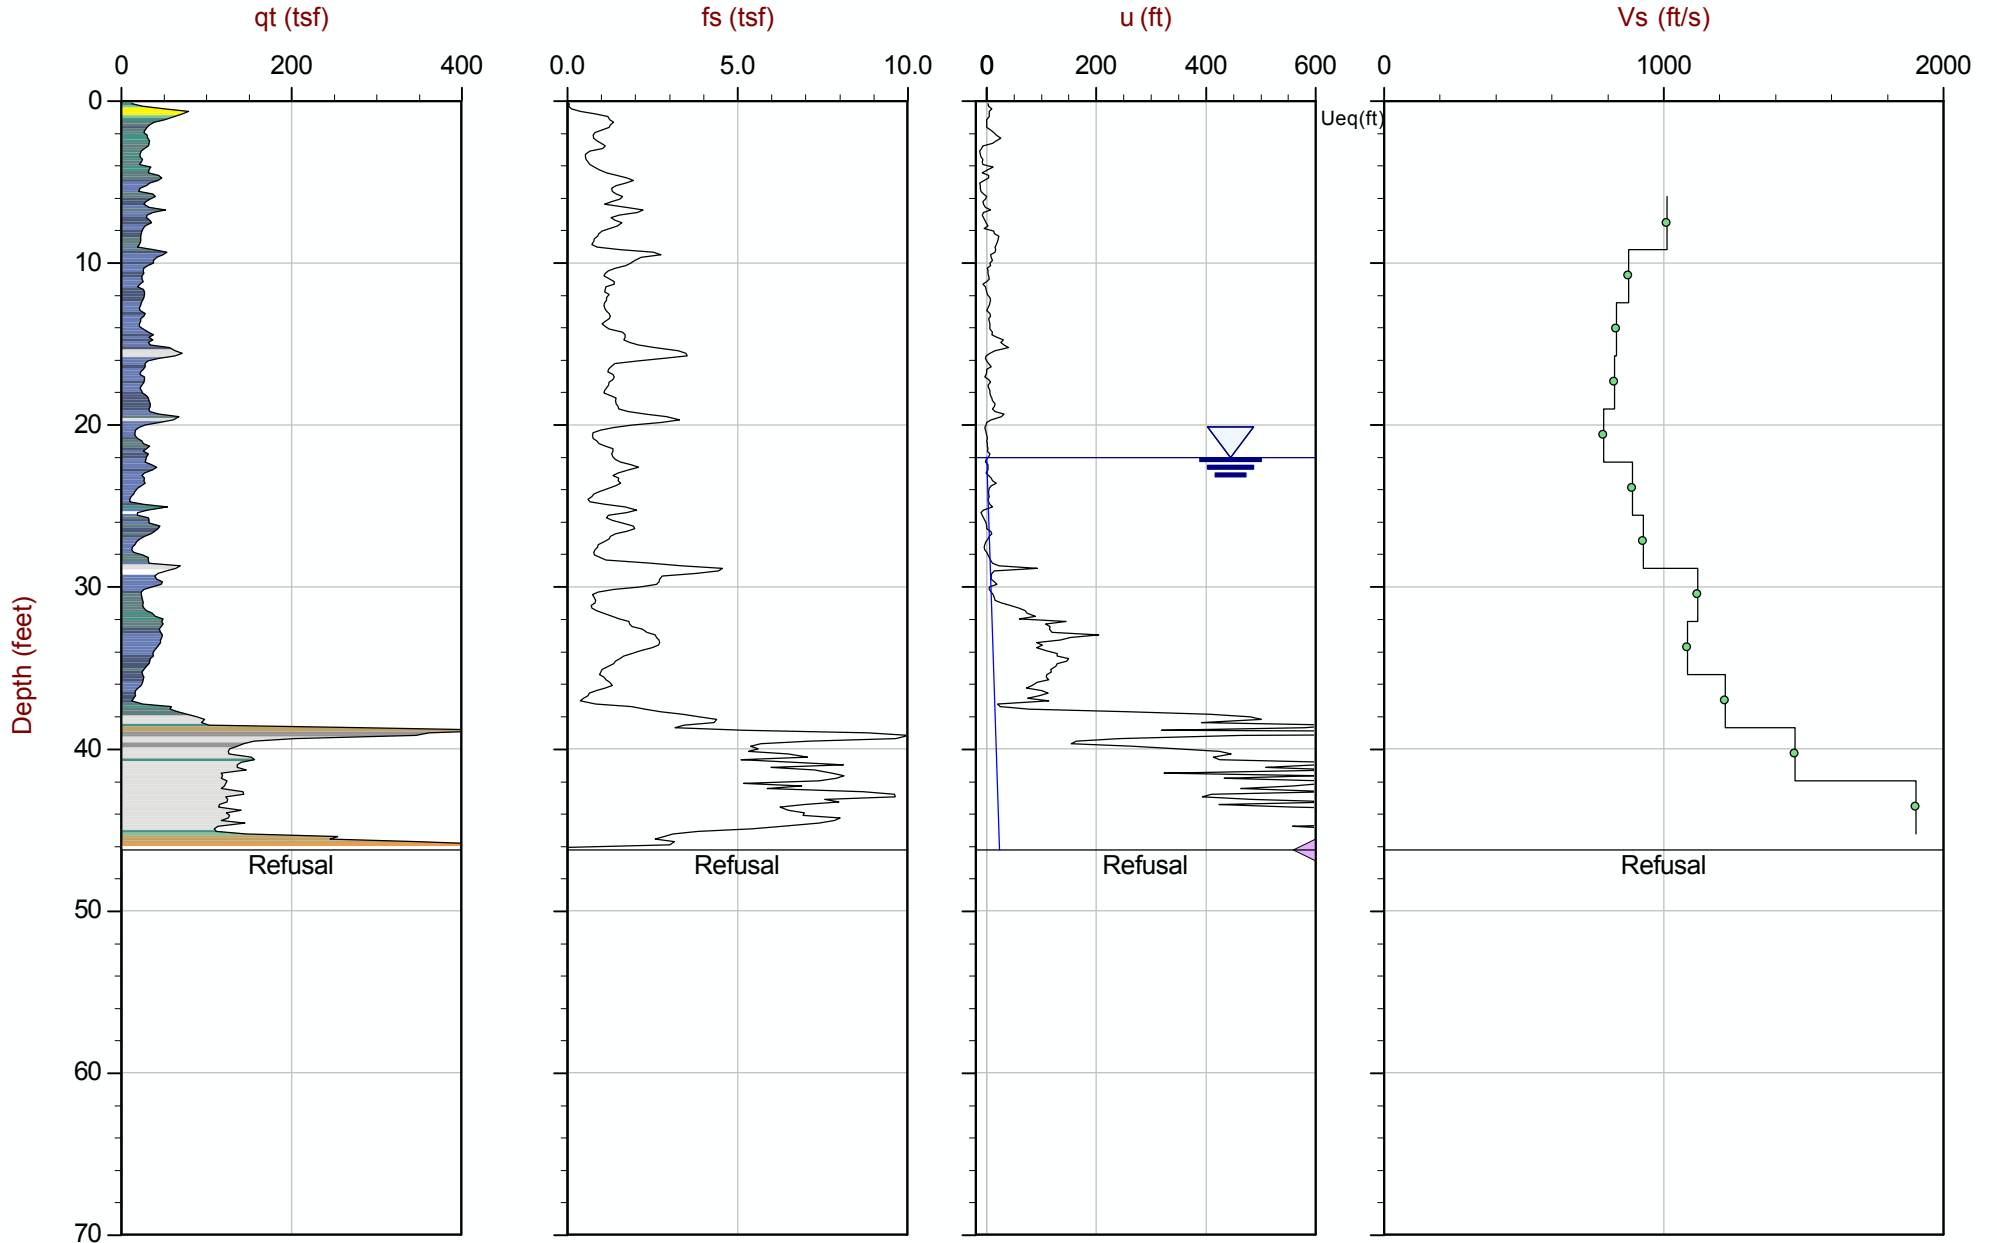 qt (tsf) fs (tsf) u (ft) Vs (ft/s)
0 200 400 0.0 5.0 10.0 0 200 400 600 0 1000 2000
0
Ueq(ft)
10
20
30
Depth (feet)
40
Refusal Refusal Refusal Refusal
50
60
70